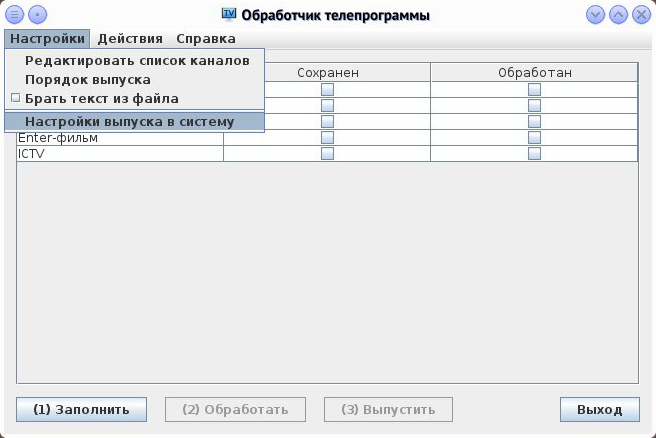 TV Обработчик телепрограммы
Настройки Действия Справка
Редактировать список каналов
Порядок выпуска
Брать текст из файла
Настройки выпуска в систему
Сохранен Обработан
Enter-фильм
ICTV
(1) Заполнить (2) Обработать (3) Выпустить Выход